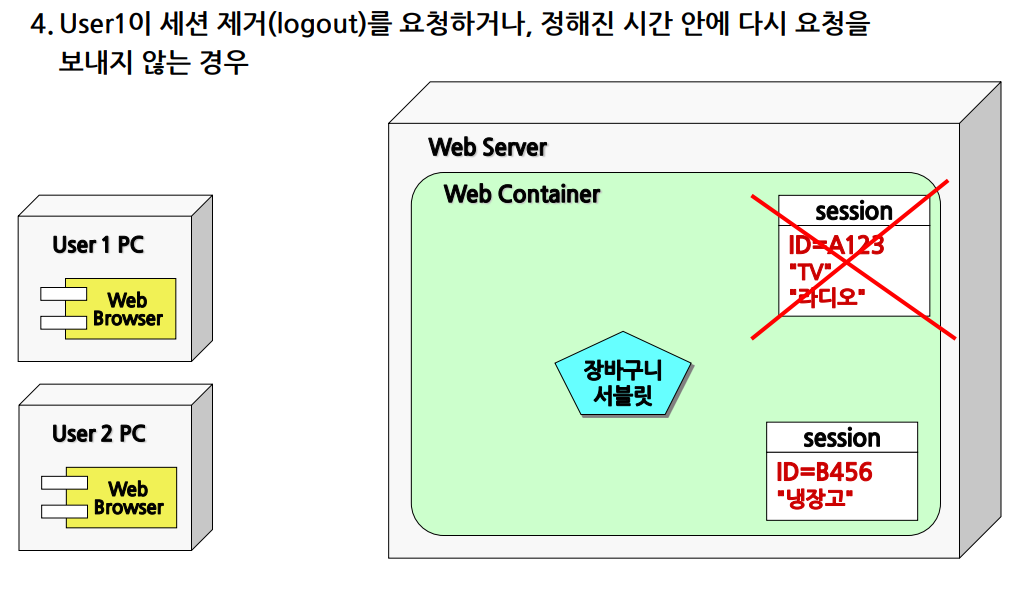 4. User1이 세션 제거(logout)를 요청하거나, 정해진 시간 안에 다시 요청을
보내지 않는 경우
Web Server
Web Container
session
ID=A123
"TV"
"라디오"
User 1 PC
Web
Browser
장바구니
서블릿
User 2 PC
Web
Browser
session
ID=B456
"냉장고"